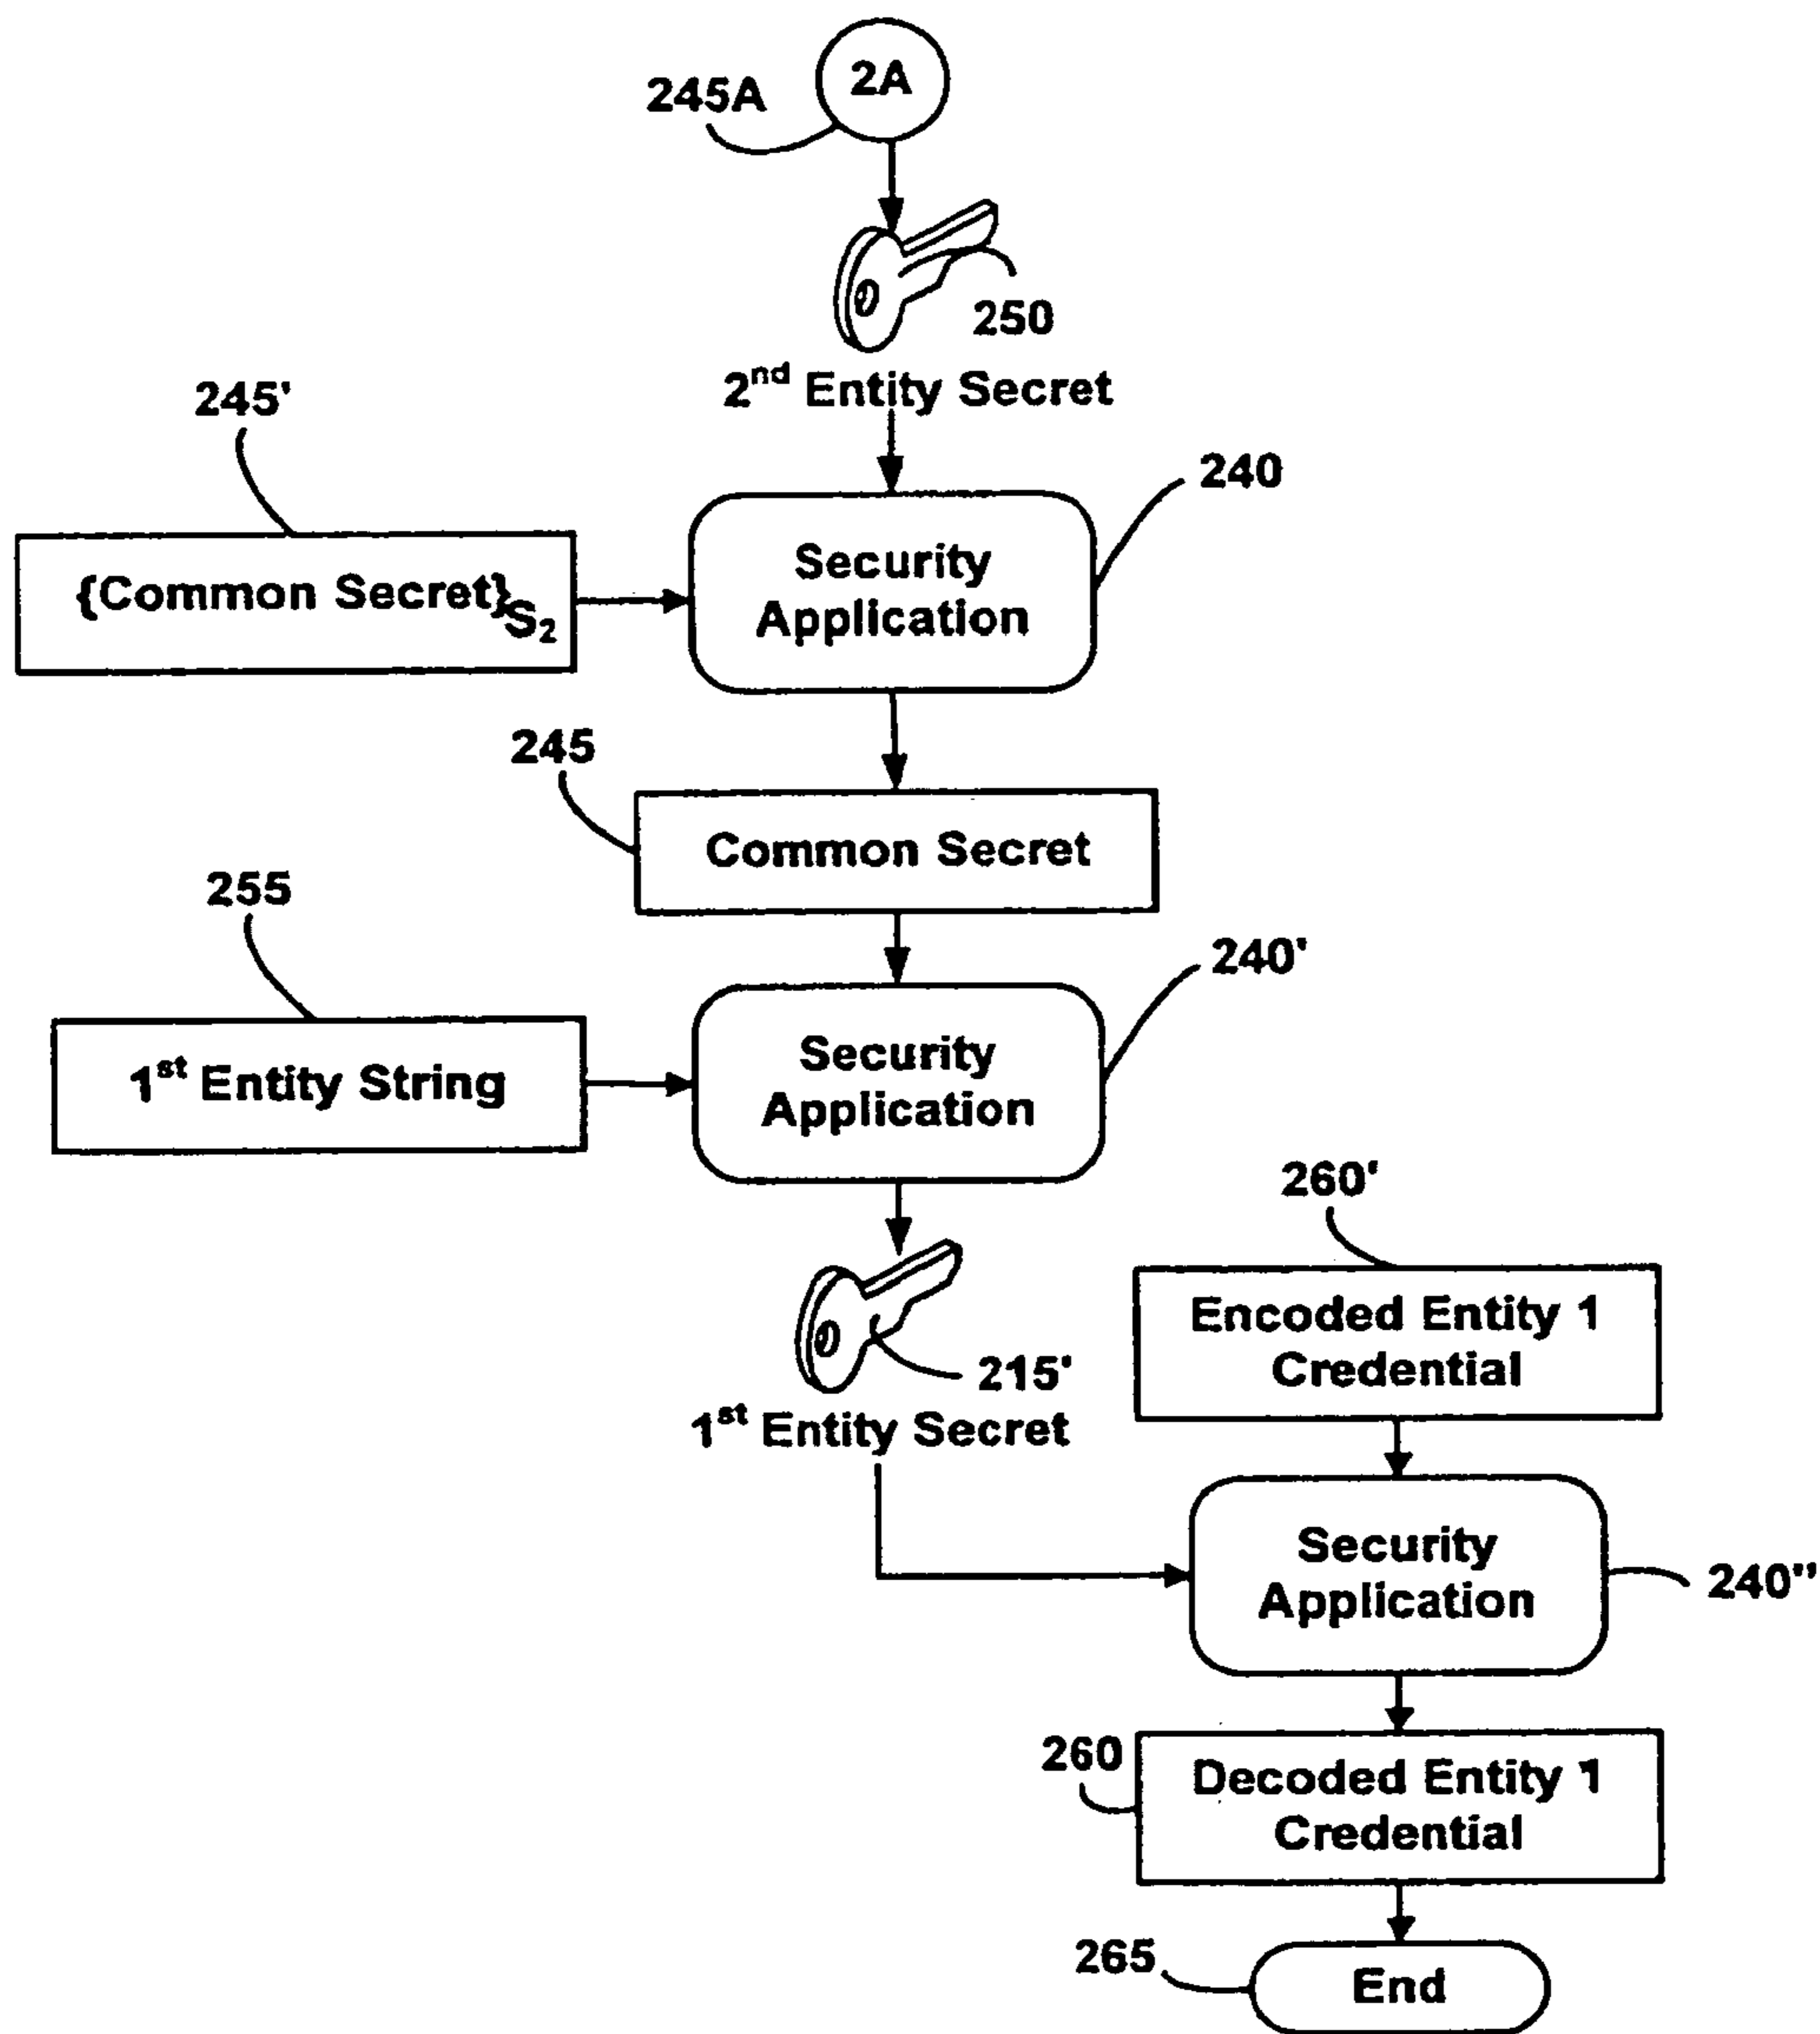 2A
245A
250
2nd Entity Secret
245'
240
{Common Secret}S2
Security
Application
245
Common Secret
255
240'
1st Entity String
Security
Application
260'
215'
1st Entity Secret
Encoded Entity 1
Credential
Security
Application
240"
260
Decoded Entity 1
Credential
265
End